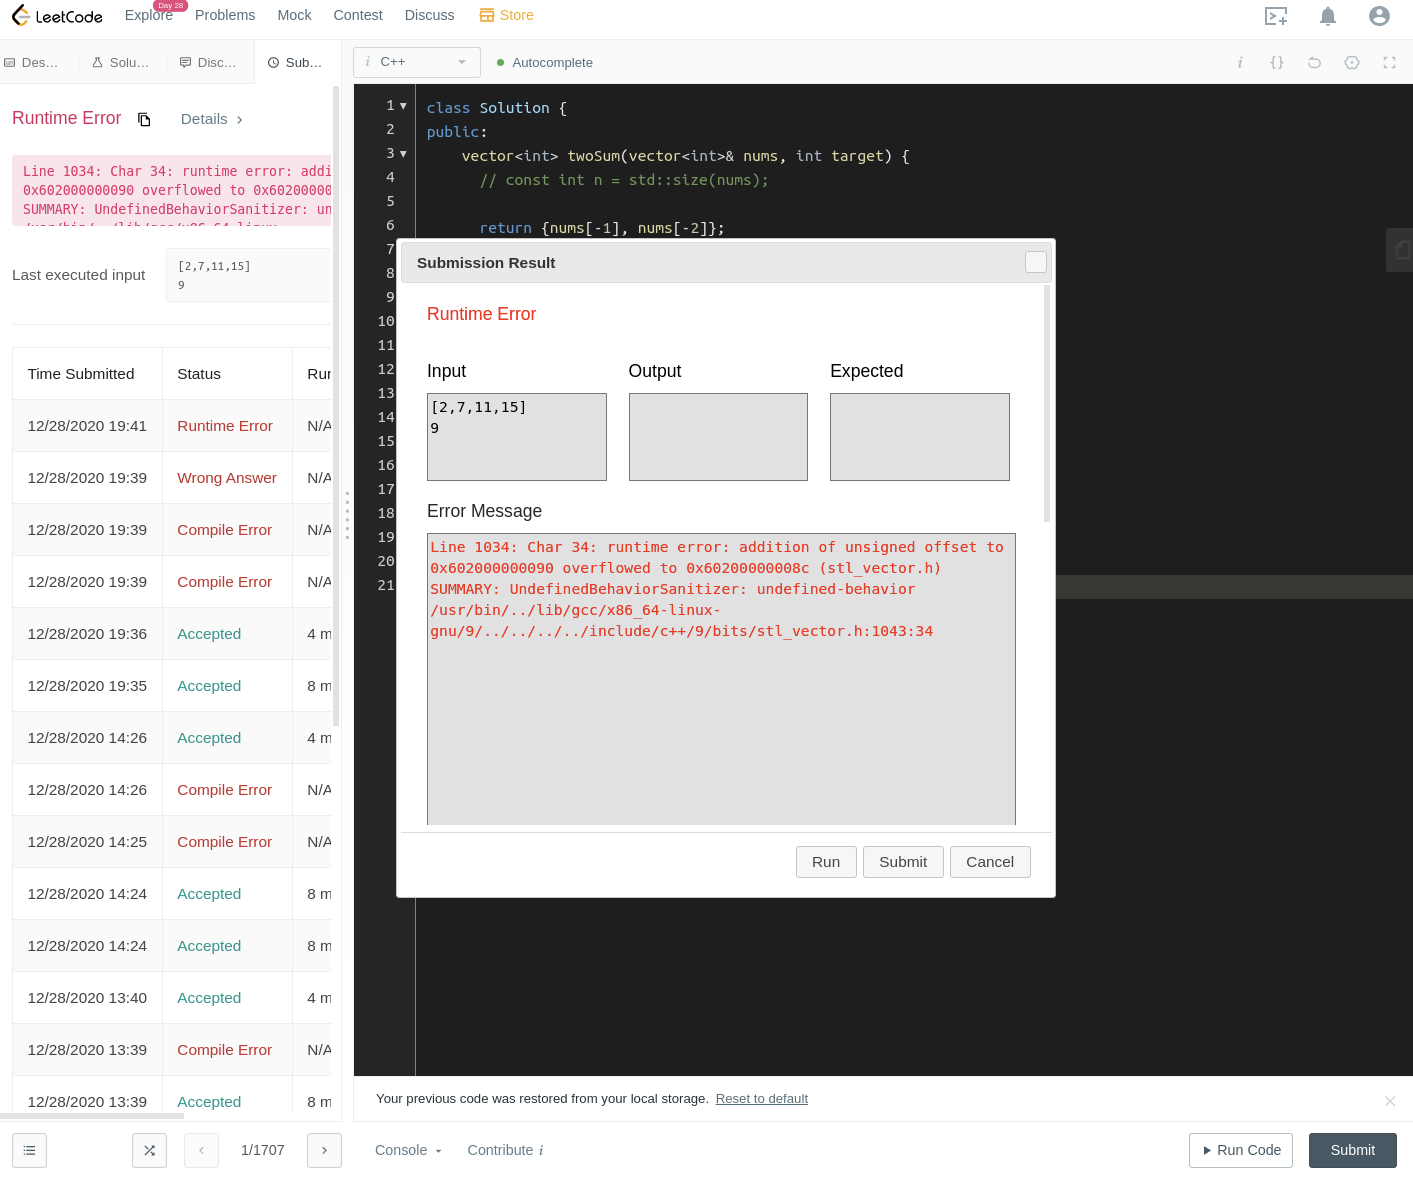 LeetCode
Explore
Day 28
Problems
Mock
Contest
Discuss
Store
Des...
Solu...
Disc...
Sub...
i C++
Autocomplete
i {}
Runtime Error
Details
Line 1034: Char 34: runtime error: addi
0x602000000090 overflowed to 0x60200000
SUMMARY: UndefinedBehaviorSanitizer: un
/usr/bin/../lib/gcc/x86_64-linux-
Last executed input
[2,7,11,15]
9
Time Submitted Status Run
12/28/2020 19:41 Runtime Error N/A
12/28/2020 19:39 Wrong Answer N/A
12/28/2020 19:39 Compile Error N/A
12/28/2020 19:39 Compile Error N/A
12/28/2020 19:36 Accepted 4 m
12/28/2020 19:35 Accepted 8 m
12/28/2020 14:26 Accepted 4 m
12/28/2020 14:26 Compile Error N/A
12/28/2020 14:25 Compile Error N/A
12/28/2020 14:24 Accepted 8 m
12/28/2020 14:24 Accepted 8 m
12/28/2020 13:40 Accepted 4 m
12/28/2020 13:39 Compile Error N/A
12/28/2020 13:39 Accepted 8 m
1/1707
1 class Solution {
2 public:
3 vector<int> twoSum(vector<int>& nums, int target) {
4 // const int n = std::size(nums);
5
6 return {nums[-1], nums[-2]};
7
8
9
10
11
12
13
14
15
16
17
18
19
20
21
Submission Result
Runtime Error
Input Output Expected
[2,7,11,15]
9
Error Message
Line 1034: Char 34: runtime error: addition of unsigned offset to
0x602000000090 overflowed to 0x60200000008c (stl_vector.h)
SUMMARY: UndefinedBehaviorSanitizer: undefined-behavior
/usr/bin/../lib/gcc/x86_64-linux-
gnu/9/../../../../include/c++/9/bits/stl_vector.h:1043:34
Run Submit Cancel
Your previous code was restored from your local storage. Reset to default
Console Contribute i
Run Code
Submit